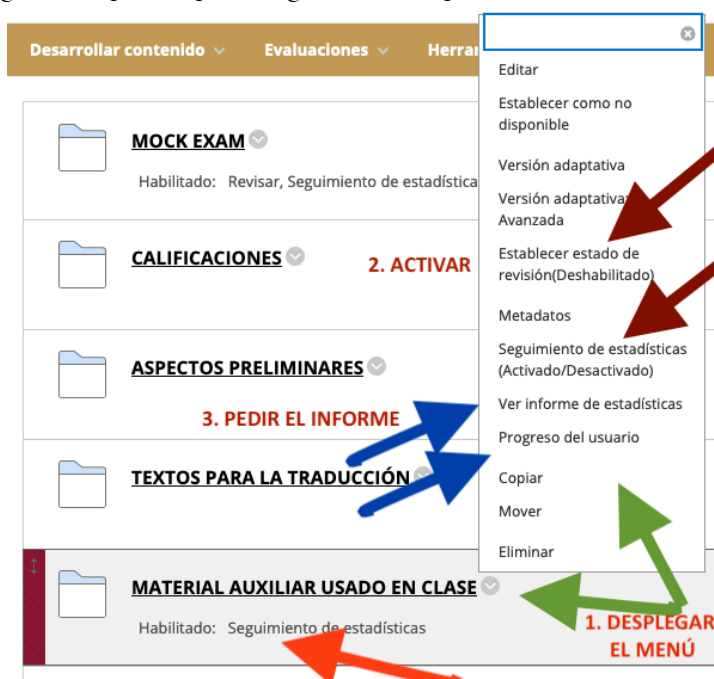 Desarrollar contenido
Evaluaciones
MOCK EXAM
Habilitado: Revisar, Seguimiento de
CALIFICACIONES
2. ACTIVAR
ASPECTOS PRELIMINARES
3. PEDIR EL INFORME
TEXTOS PARA LA TRADUCCIÓN
MATERIAL AUXILIAR USADO EN CLASE
Habilitado: Seguimiento de estadísticas
Editar
Establecer como no
disponible
Versión adaptativa
Versión adaptativa:
Avanzada
Establecer estado de
revisión(Deshabilitado)
Metadatos
Seguimiento de estadísticas
(Activado/Desactivado)
Ver informe de estadísticas
Progreso del usuario
Copiar
Mover
Eliminar
1. DESPLEGAR
EL MENÚ